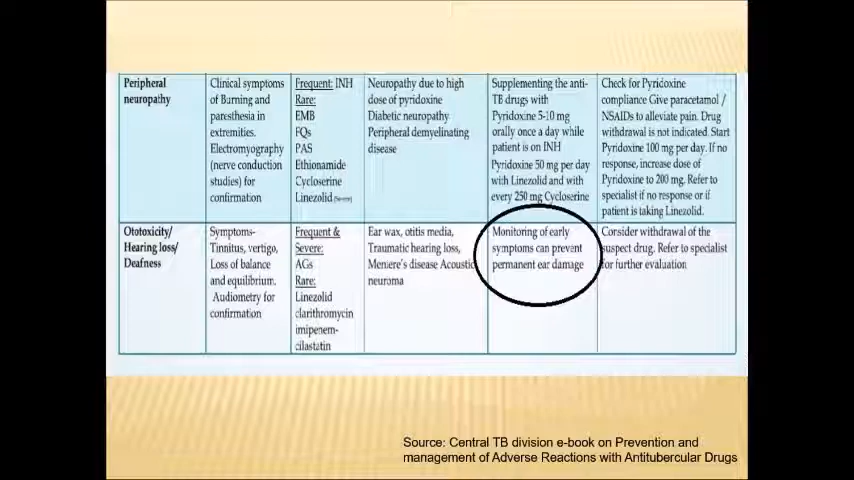 Peripheral
neuropathy
Clinical symptoms
of Burning and
paresthesia in
extremities.
Electromyography
(nerve conduction
studies) for
confirmation
Frequent: INH
Rare:
EMB
FQs
PAS
Ethionamide
Cycloserine
Linezolid (Severe)
Neuropathy due to high
dose of pyridoxine
Diabetic neuropathy
Peripheral demyelinating
disease
Supplementing the anti-
TB drugs with
Pyridoxine 5-10 mg
orally once a day while
patient is on INH
Pyridoxine 50 mg per day
with Linezolid and with
every 250 mg Cycloserine
Check for Pyridoxine
compliance Give paracetamol /
NSAIDs to alleviate pain. Drug
withdrawal is not indicated. Start
Pyridoxine 100 mg per day. If no
response, increase dose of
Pyridoxine to 200 mg. Refer to
specialist if no response or if
patient is taking Linezolid.
Ototoxicity/
Hearing loss/
Deafness
Symptoms-
Tinnitus, vertigo,
Loss of balance
and equilibrium.
Audiometry for
confirmation
Frequent &
Severe:
AGs
Rare:
Linezolid
clarithromycin
imipenem-
cilastatin
Ear wax, otitis media,
Traumatic hearing loss,
Meniere's disease Acoustic
neuroma
Monitoring of early
symptoms can prevent
permanent ear damage
Consider withdrawal of the
suspect drug. Refer to specialist
for further evaluation
Source: Central TB division e-book on Prevention and
management of Adverse Reactions with Antitubercular Drugs